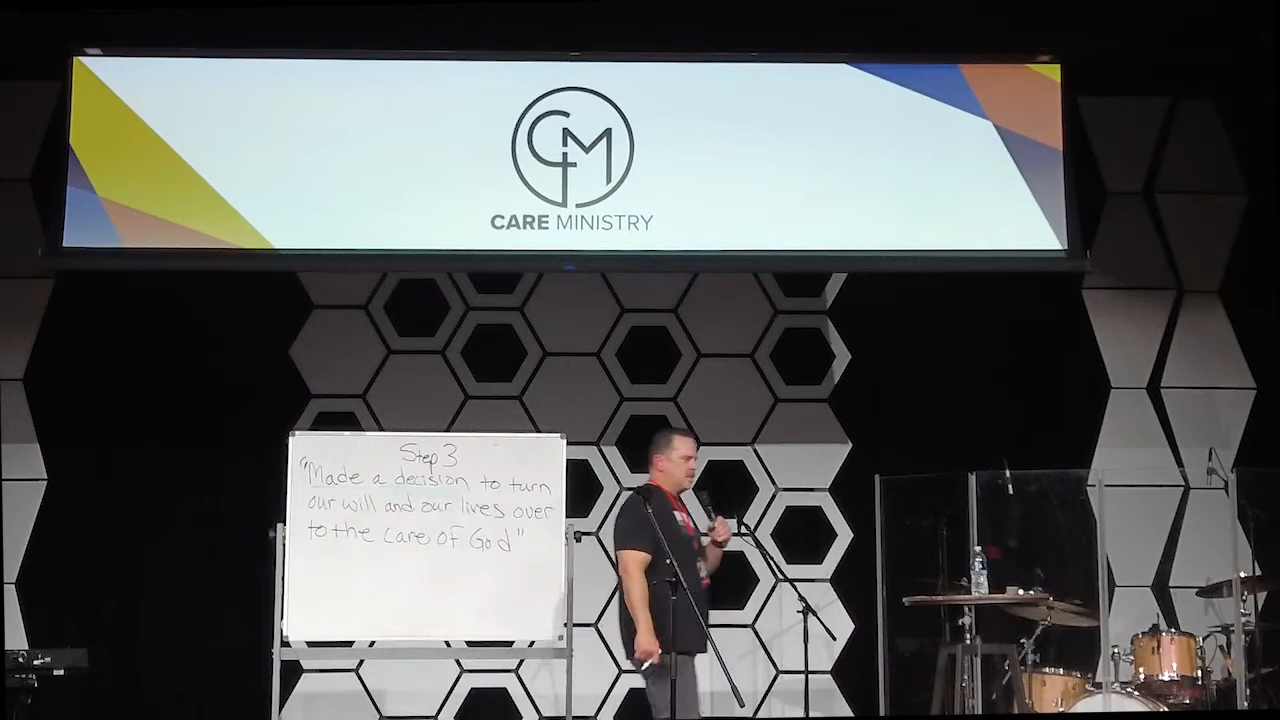 CM
CARE MINISTRY
Step 3
"Made a decision to turn
our will and our lives over
to the care of God"